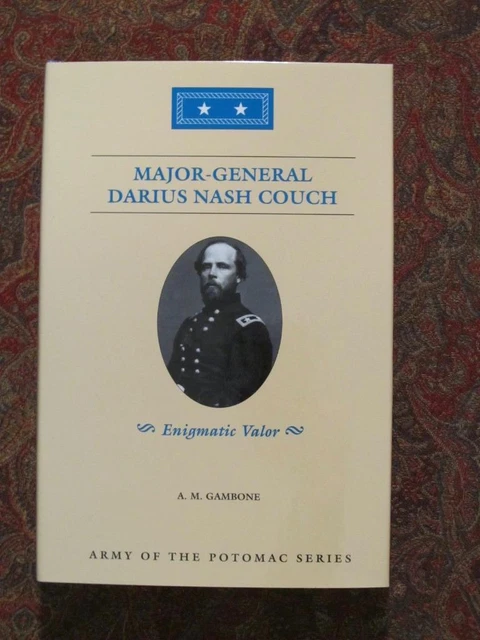 MAJOR-GENERAL
DARIUS NASH COUCH
Enigmatic Valor
A. M. GAMBONE
ARMY OF THE POTOMAC SERIES